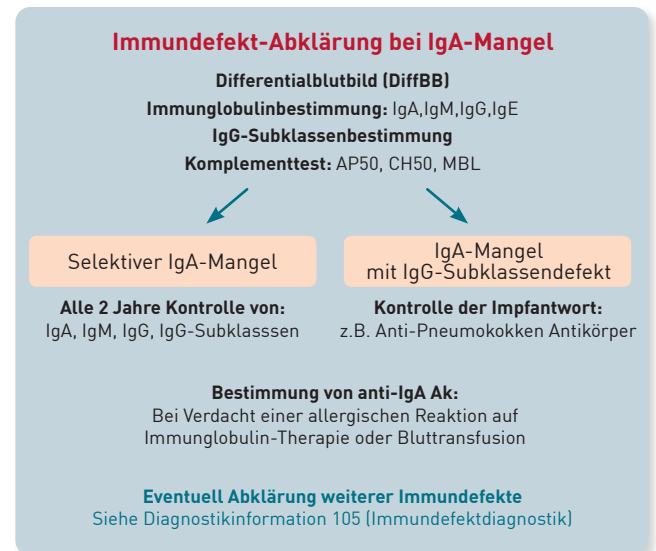 Immundefekt-Abklärung bei IgA-Mangel
Differentialblutbild (DiffBB)
Immunglobulinbestimmung: IgA,IgM,IgG,IgE
IgG-Subklassenbestimmung
Komplementtest: AP50, CH50, MBL
Selektiver IgA-Mangel
Alle 2 Jahre Kontrolle von:
IgA, IgM, IgG, IgG-Subklasssen
IgA-Mangel
mit IgG-Subklassendefekt
Kontrolle der Impfantwort:
z.B. Anti-Pneumokokken Antikörper
Bestimmung von anti-IgA Ak:
Bei Verdacht einer allergischen Reaktion auf
Immunglobulin-Therapie oder Bluttransfusion
Eventuell Abklärung weiterer Immundefekte
Siehe Diagnostikinformation 105 (Immundefektdiagnostik)